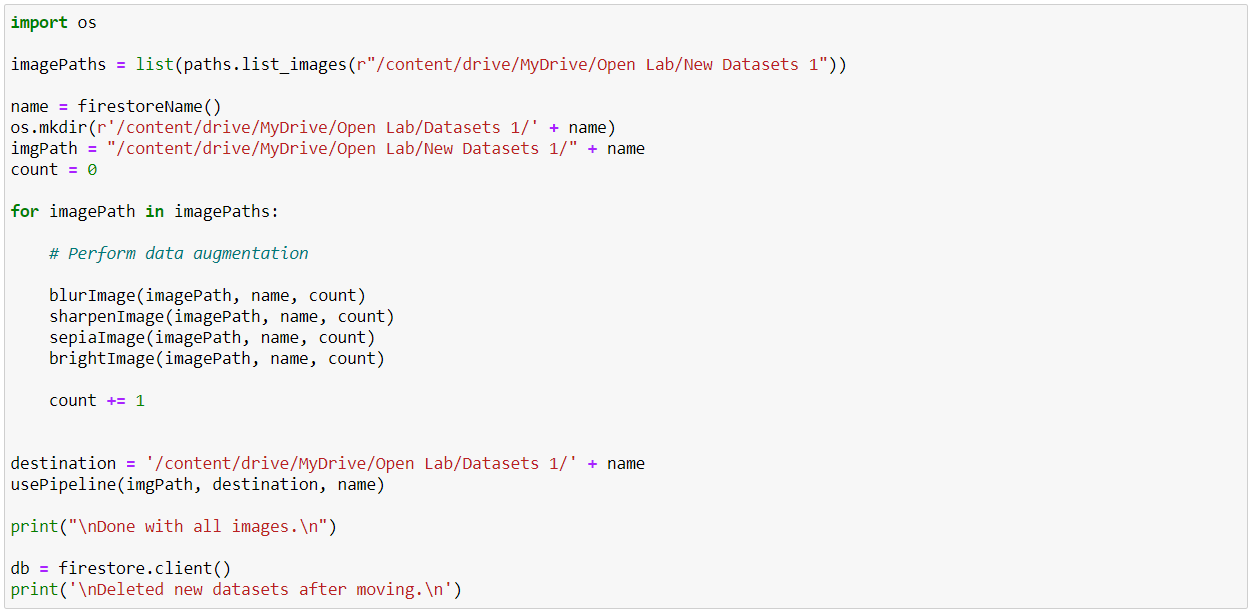 import os
imagePaths = list(paths.list_images(r"/content/drive/MyDrive/Open Lab/New Datasets 1"))
name = firestoreName()
os.mkdir(r'/content/drive/MyDrive/Open Lab/Datasets 1/' + name)
imgPath = "/content/drive/MyDrive/Open Lab/New Datasets 1/" + name
count = 0
for imagePath in imagePaths:
    # Perform data augmentation
    blurImage(imagePath, name, count)
    sharpenImage(imagePath, name, count)
    sepiaImage(imagePath, name, count)
    brightImage(imagePath, name, count)
    count += 1
destination = '/content/drive/MyDrive/Open Lab/Datasets 1/' + name
usePipeline(imgPath, destination, name)
print("\nDone with all images.\n")
db = firestore.client()
print('\nDeleted new datasets after moving.\n')